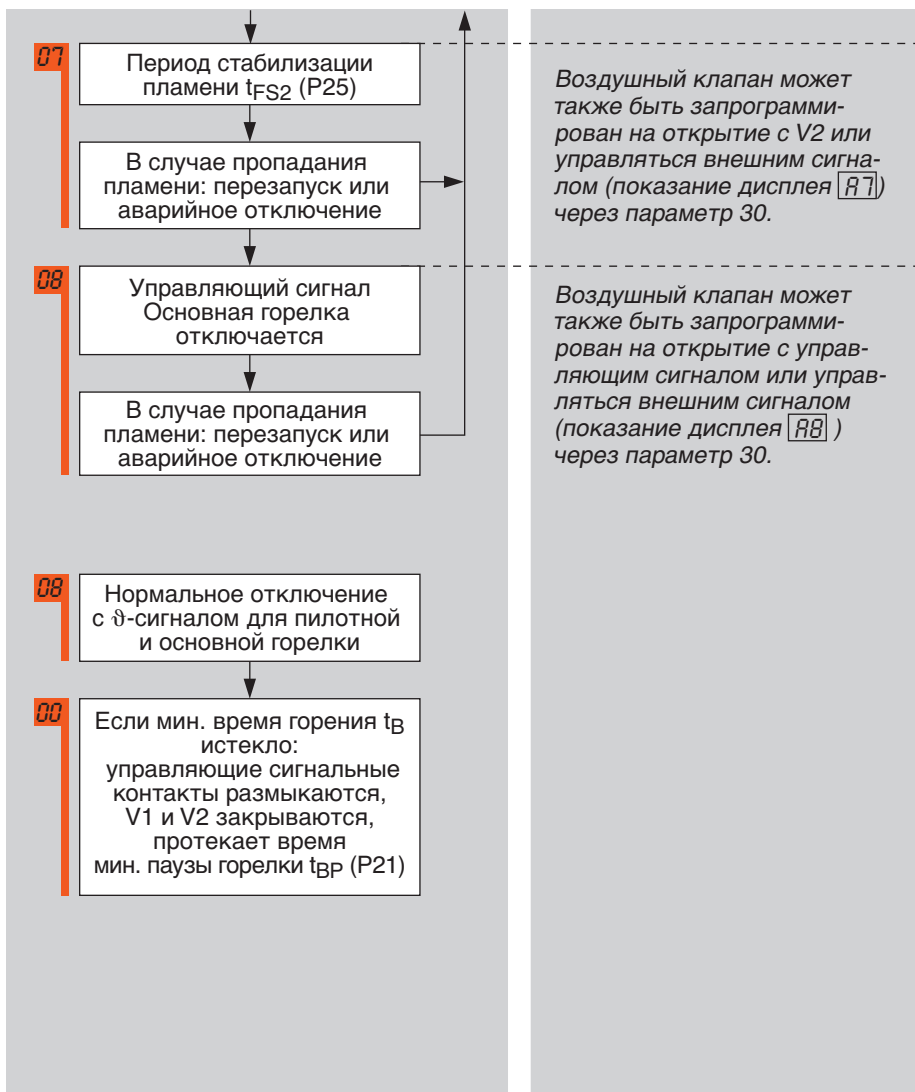 07
Период стабилизации
пламени tFS2 (P25)
В случае пропадания
пламени: перезапуск или
аварийное отключение
Воздушный клапан может
также быть запрограмми-
рован на открытие с V2 или
управляться внешним сигна-
лом (показание дисплея A7)
через параметр 30.
08
Управляющий сигнал
Основная горелка
отключается
В случае пропадания
пламени: перезапуск или
аварийное отключение
Воздушный клапан может
также быть запрограмми-
рован на открытие с управ-
ляющим сигналом или управ-
ляться внешним сигналом
(показание дисплея A8 )
через параметр 30.
08
Нормальное отключение
с ϑ-сигналом для пилотной
и основной горелки
00
Если мин. время горения tB
истекло:
управляющие сигнальные
контакты размыкаются,
V1 и V2 закрываются,
протекает время
мин. паузы горелки tBP (P21)